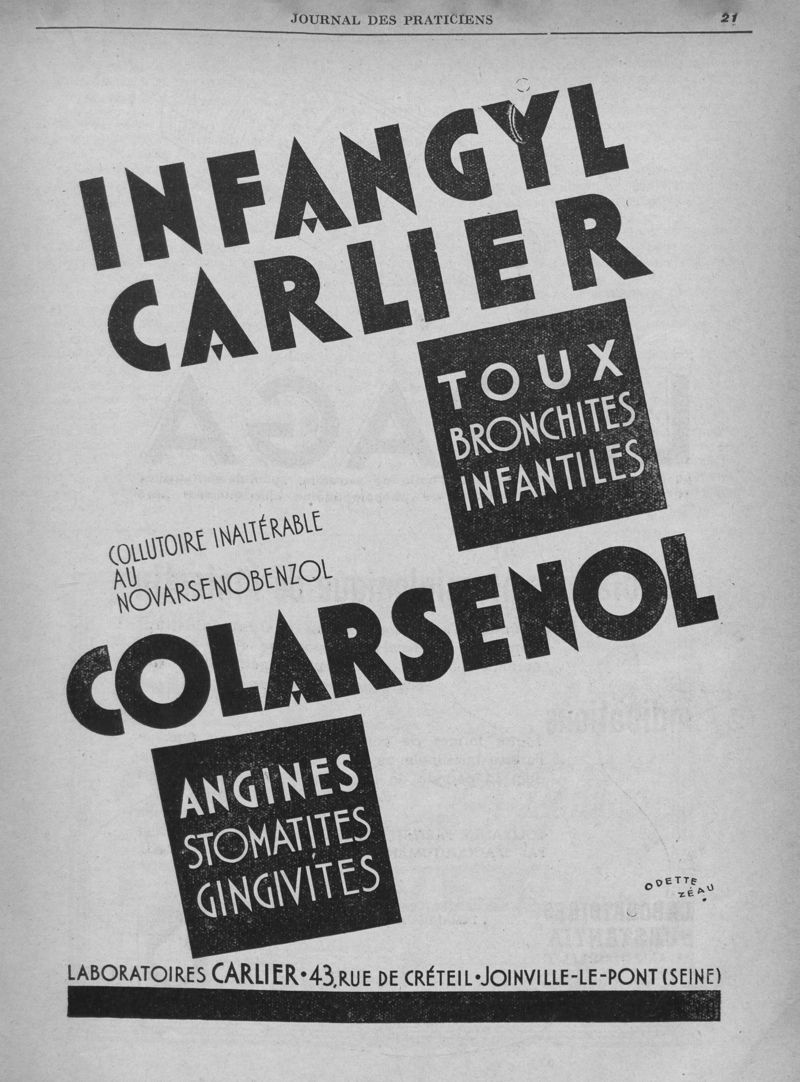 JOURNAL DES PRATICIENS 21
INFANGYL
CARLIER
TOUX
BRONCHITES
INFANTILES
COLLUTOIRE INALTÉRABLE
AU
NOVARSENOBENZOL
COLARSENOL
ANGINES
STOMATITES
GINGIVITES
ODETTE
ZÉAU
LABORATOIRES CARLIER • 43, RUE DE CRÉTEIL • JOINVILLE-LE-PONT (SEINE)